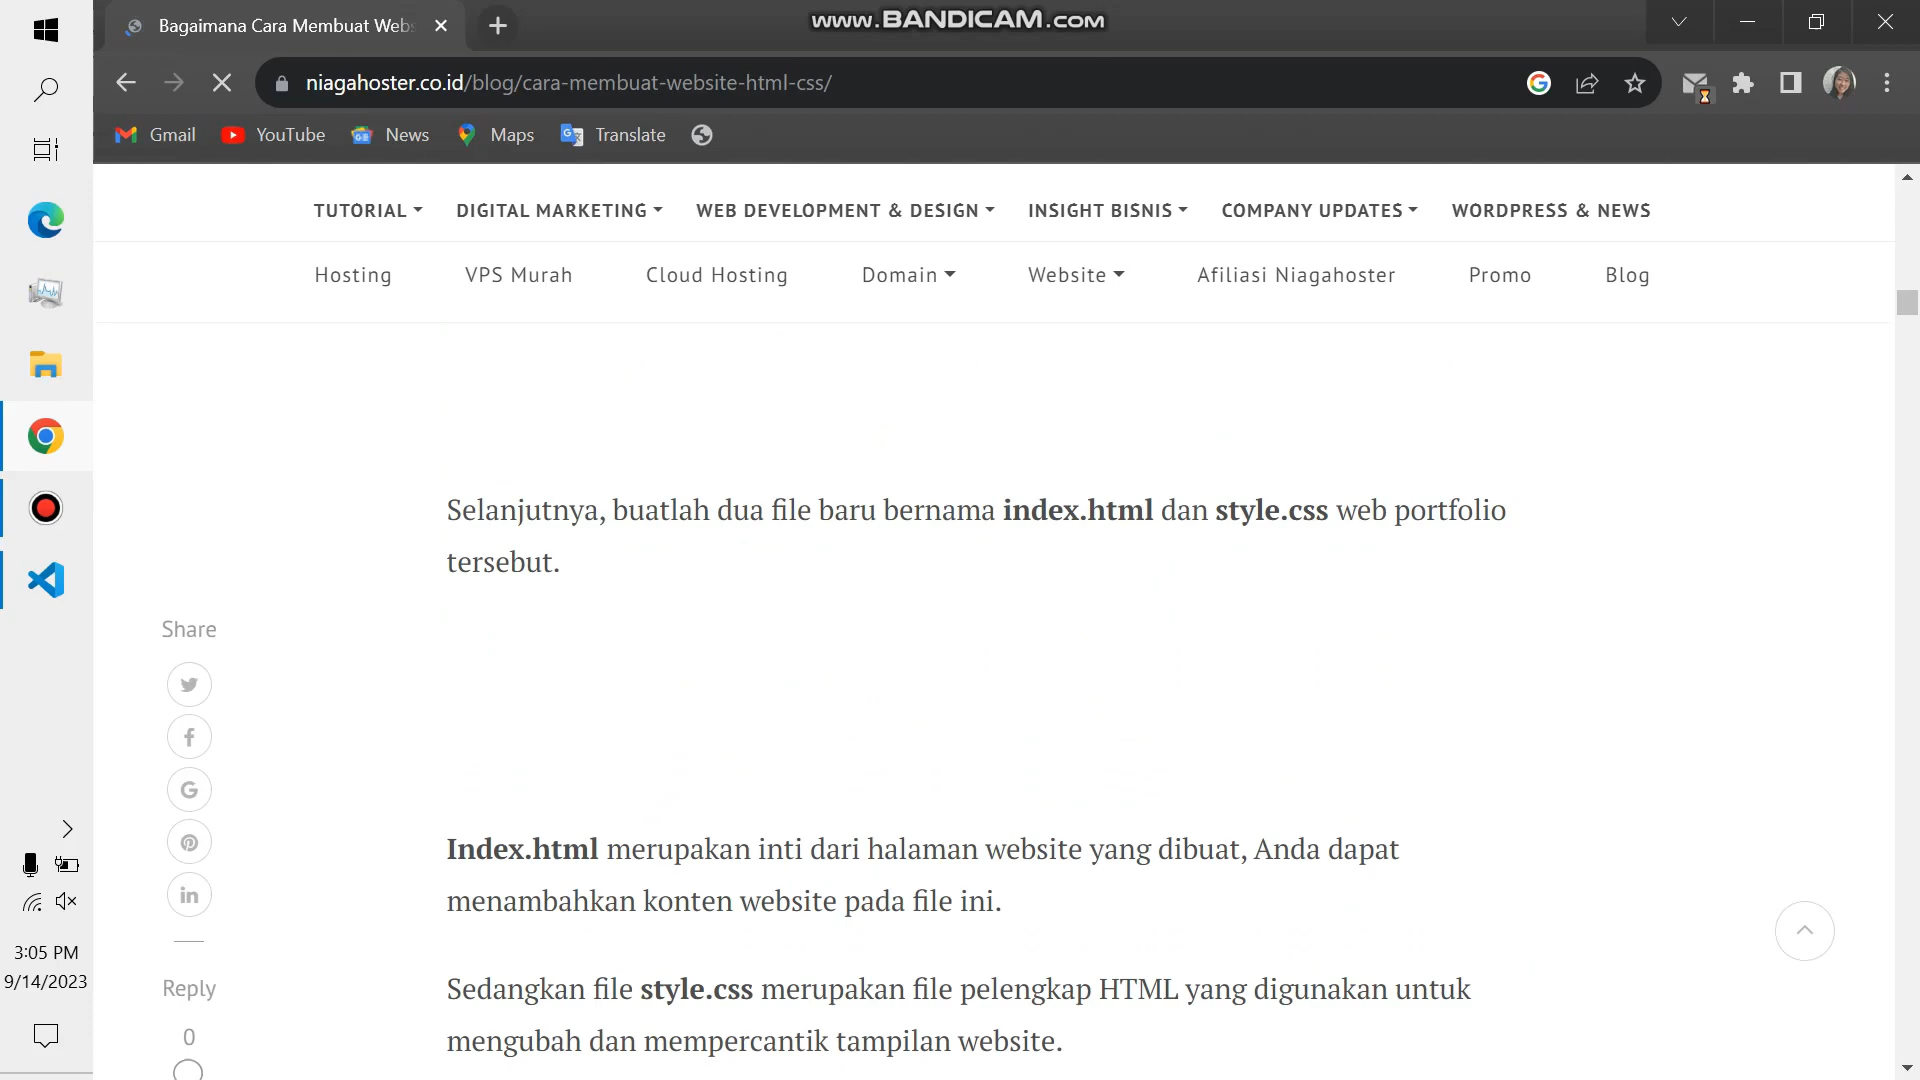 Bagaimana Cara Membuat Webs
www.BANDICAM.com
niagahoster.co.id/blog/cara-membuat-website-html-css/
Gmail YouTube News Maps Translate
TUTORIAL DIGITAL MARKETING WEB DEVELOPMENT & DESIGN INSIGHT BISNIS COMPANY UPDATES WORDPRESS & NEWS
Hosting VPS Murah Cloud Hosting Domain Website Afiliasi Niagahoster Promo Blog
Selanjutnya, buatlah dua file baru bernama index.html dan style.css web portfolio
tersebut.
Share
Index.html merupakan inti dari halaman website yang dibuat, Anda dapat
menambahkan konten website pada file ini.
Sedangkan file style.css merupakan file pelengkap HTML yang digunakan untuk
mengubah dan mempercantik tampilan website.
Reply
0
3:05 PM
9/14/2023